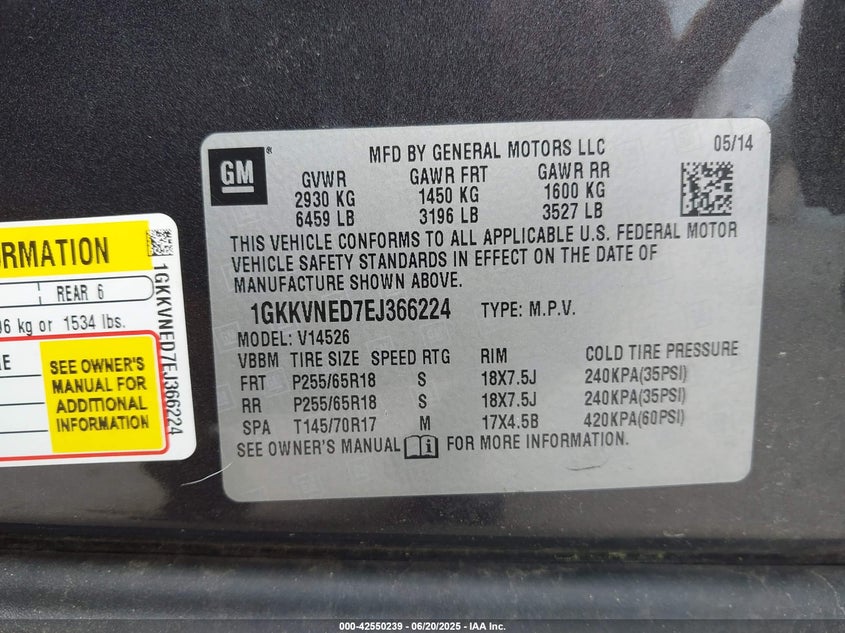 GM
MFD BY GENERAL MOTORS LLC
05/14
GVWR GAWR FRT GAWR RR
2930 KG 1450 KG 1600 KG
6459 LB 3196 LB 3527 LB
THIS VEHICLE CONFORMS TO ALL APPLICABLE U.S. FEDERAL MOTOR
VEHICLE SAFETY STANDARDS IN EFFECT ON THE DATE OF
MANUFACTURE SHOWN ABOVE.
1GKKVNED7EJ366224 TYPE: M.P.V.
MODEL: V14526
VBBM TIRE SIZE SPEED RTG RIM COLD TIRE PRESSURE
FRT P255/65R18 S 18X7.5J 240KPA(35PSI)
RR P255/65R18 S 18X7.5J 240KPA(35PSI)
SPA T145/70R17 M 17X4.5B 420KPA(60PSI)
SEE OWNER'S MANUAL i FOR MORE INFORMATION.
REAR 6
kg or 1534 lbs.
SEE OWNER'S
MANUAL FOR
ADDITIONAL
INFORMATION
1GKKVNED7EJ366224
000-42550239 - 06/20/2025 - IAA Inc.